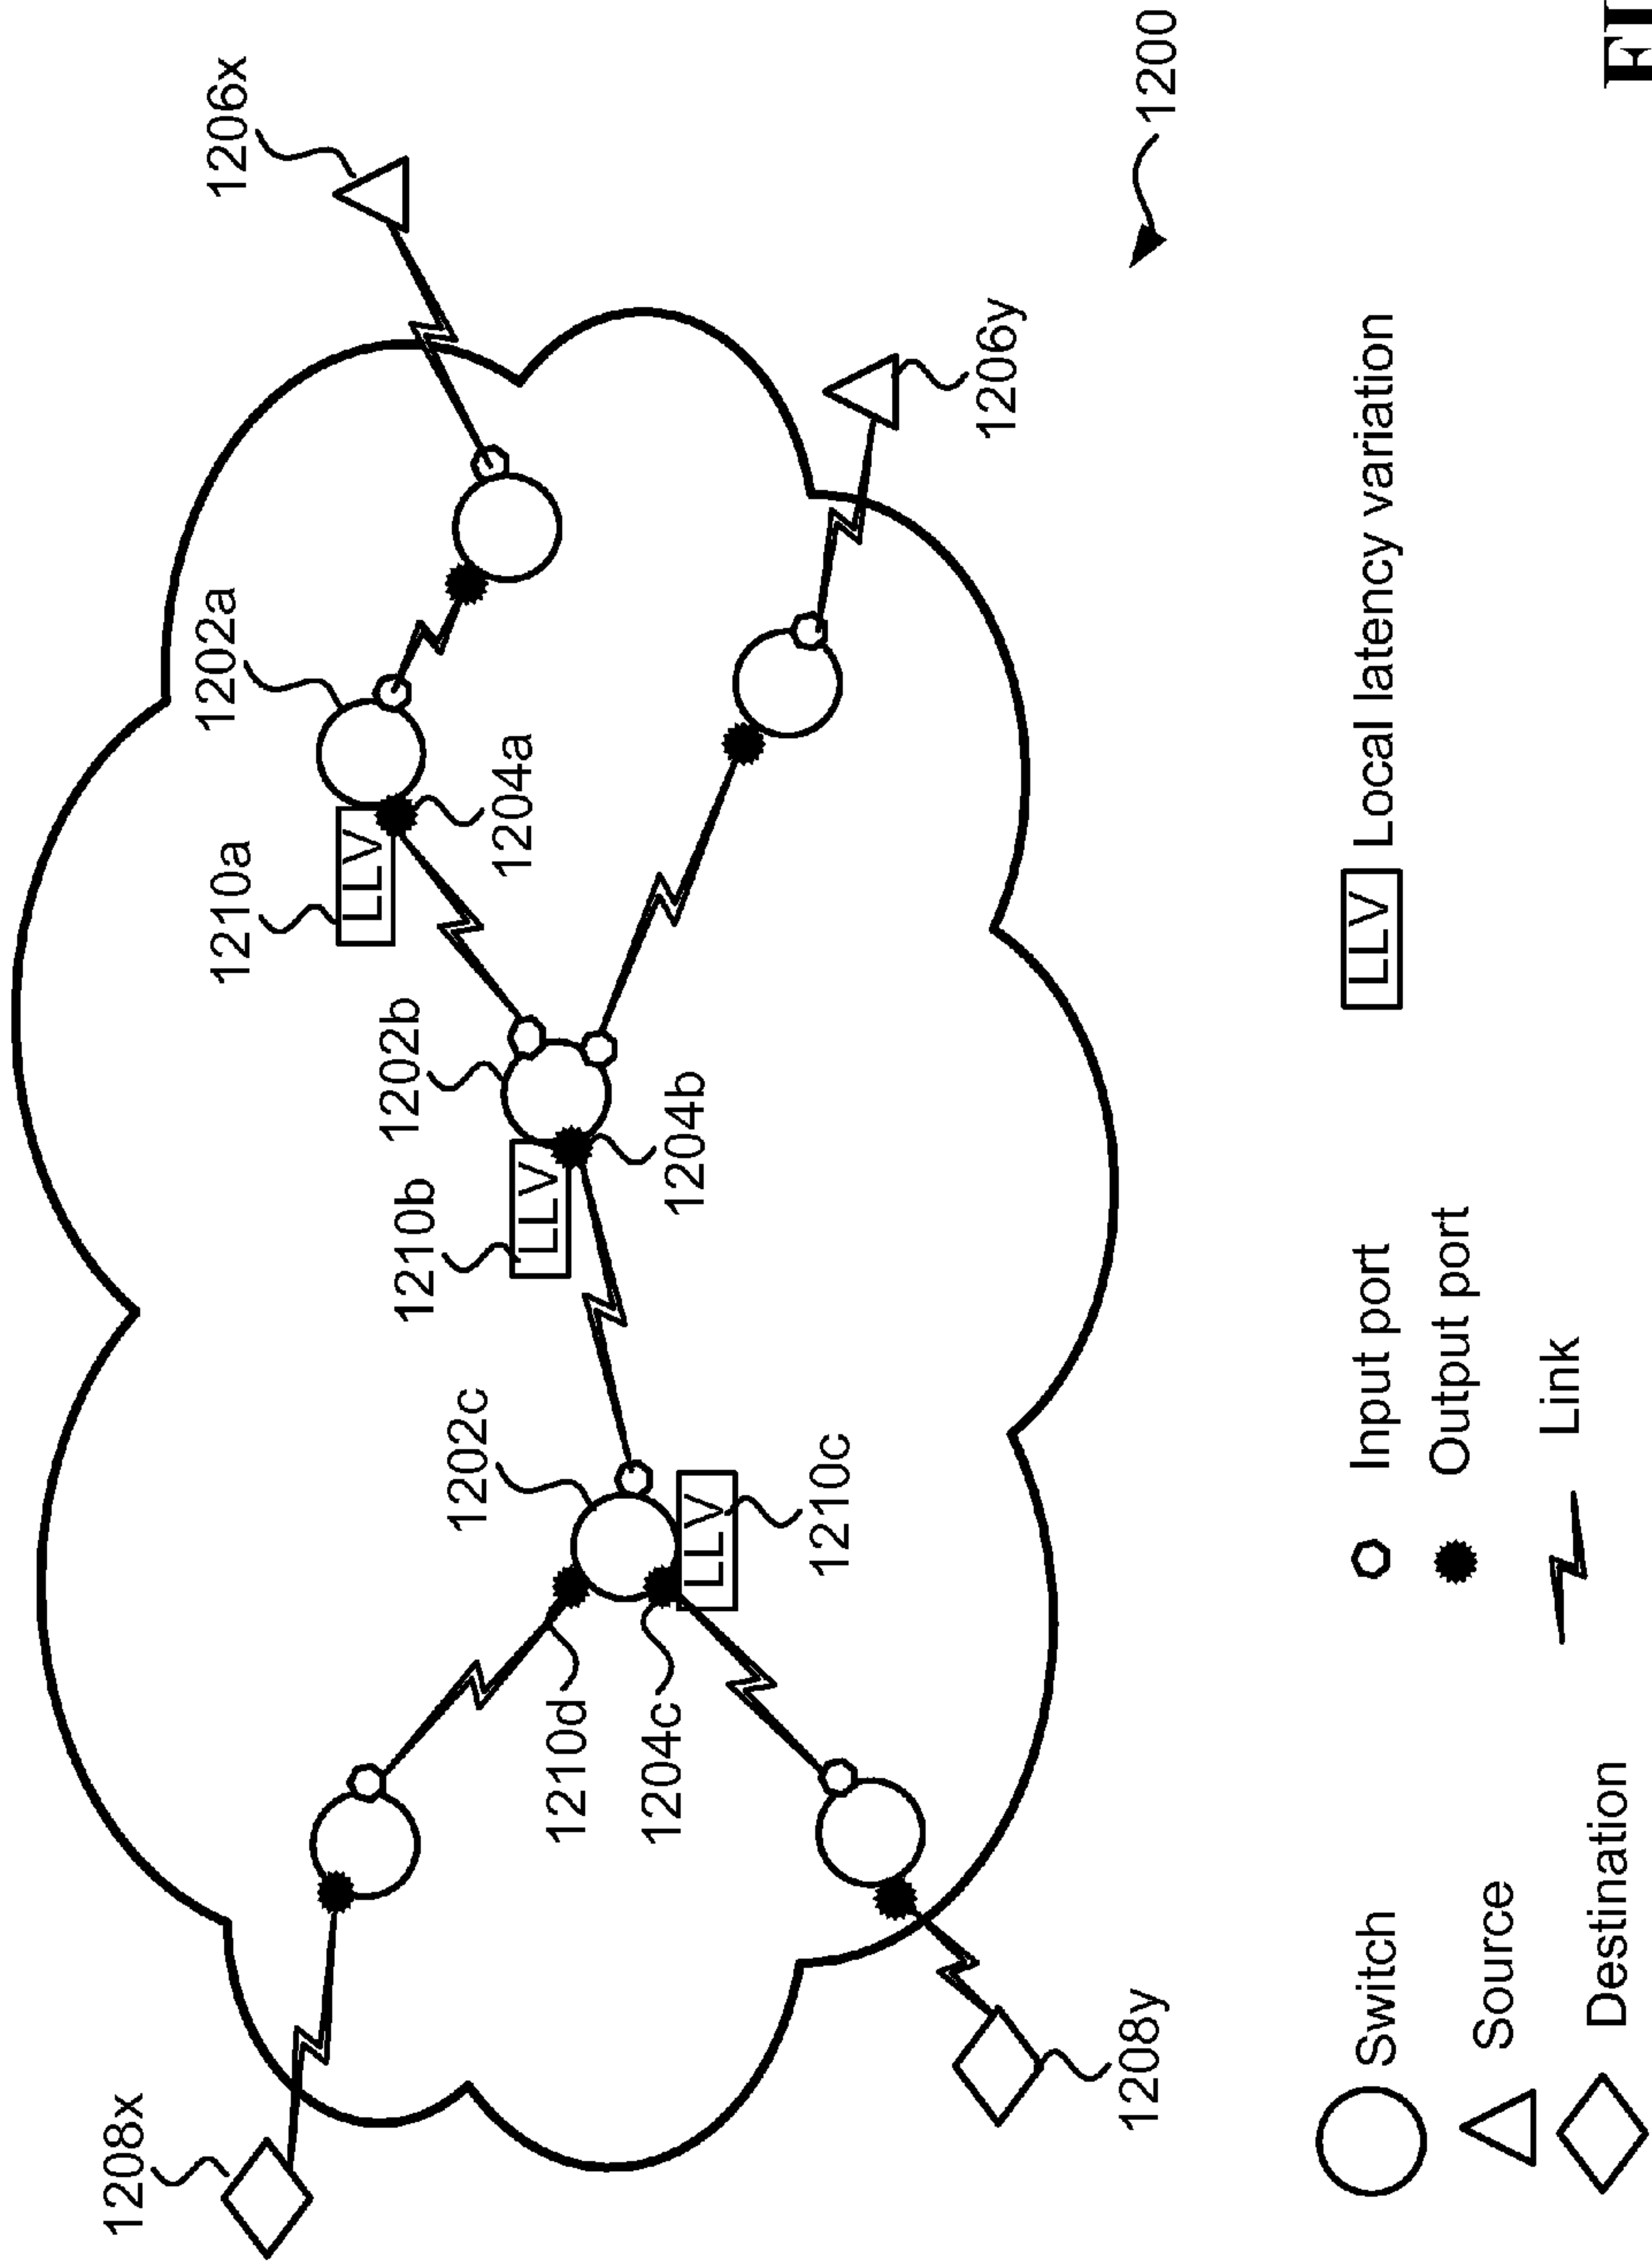 1208x
1210a
1202a
1206x
1210b
1202b
LLV
1204a
1202c
LLV
1204b
1210d
1204c
LLV
1210c
1206y
1208y
1200
Switch
Source
Destination
Input port
Output port
Link
LLV Local latency variation